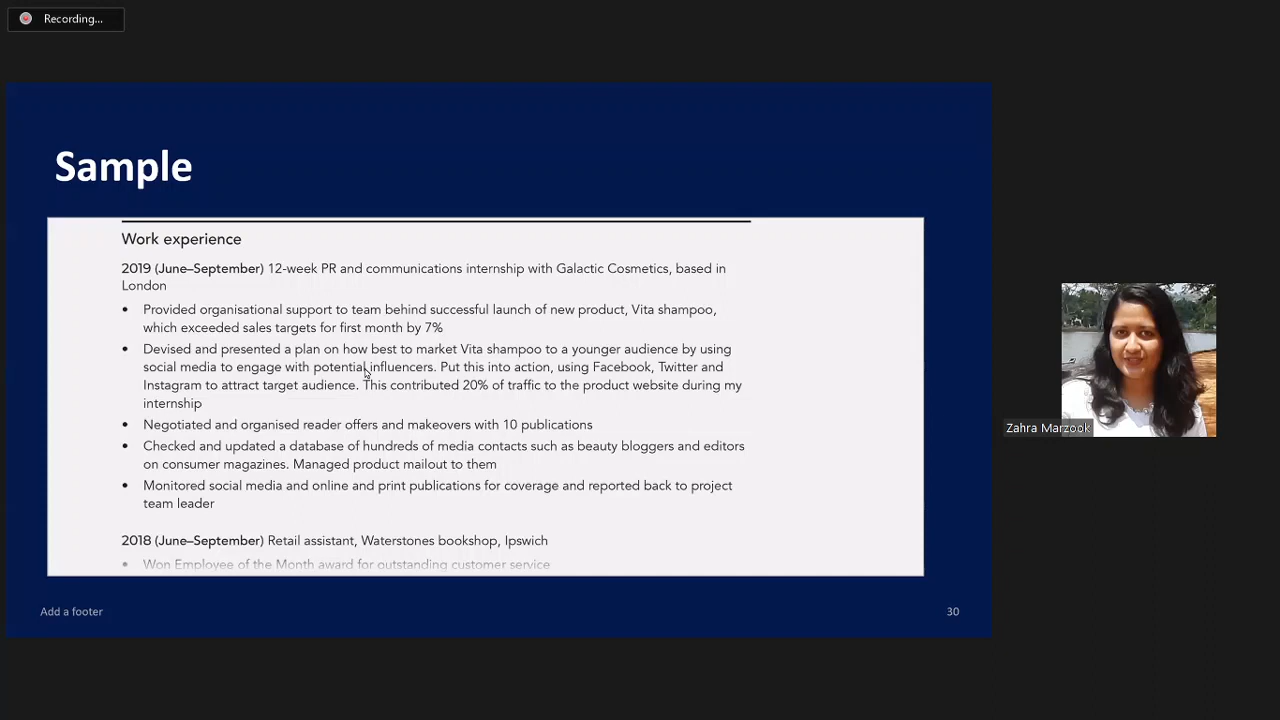 Recording...
Sample
Work experience
2019 (June–September) 12-week PR and communications internship with Galactic Cosmetics, based in
London
• Provided organisational support to team behind successful launch of new product, Vita shampoo,
which exceeded sales targets for first month by 7%
• Devised and presented a plan on how best to market Vita shampoo to a younger audience by using
social media to engage with potential influencers. Put this into action, using Facebook, Twitter and
Instagram to attract target audience. This contributed 20% of traffic to the product website during my
internship
• Negotiated and organised reader offers and makeovers with 10 publications
• Checked and updated a database of hundreds of media contacts such as beauty bloggers and editors
on consumer magazines. Managed product mailout to them
• Monitored social media and online and print publications for coverage and reported back to project
team leader
2018 (June–September) Retail assistant, Waterstones bookshop, Ipswich
• Won Employee of the Month award for outstanding customer service
Add a footer
30
Zahra Marzook